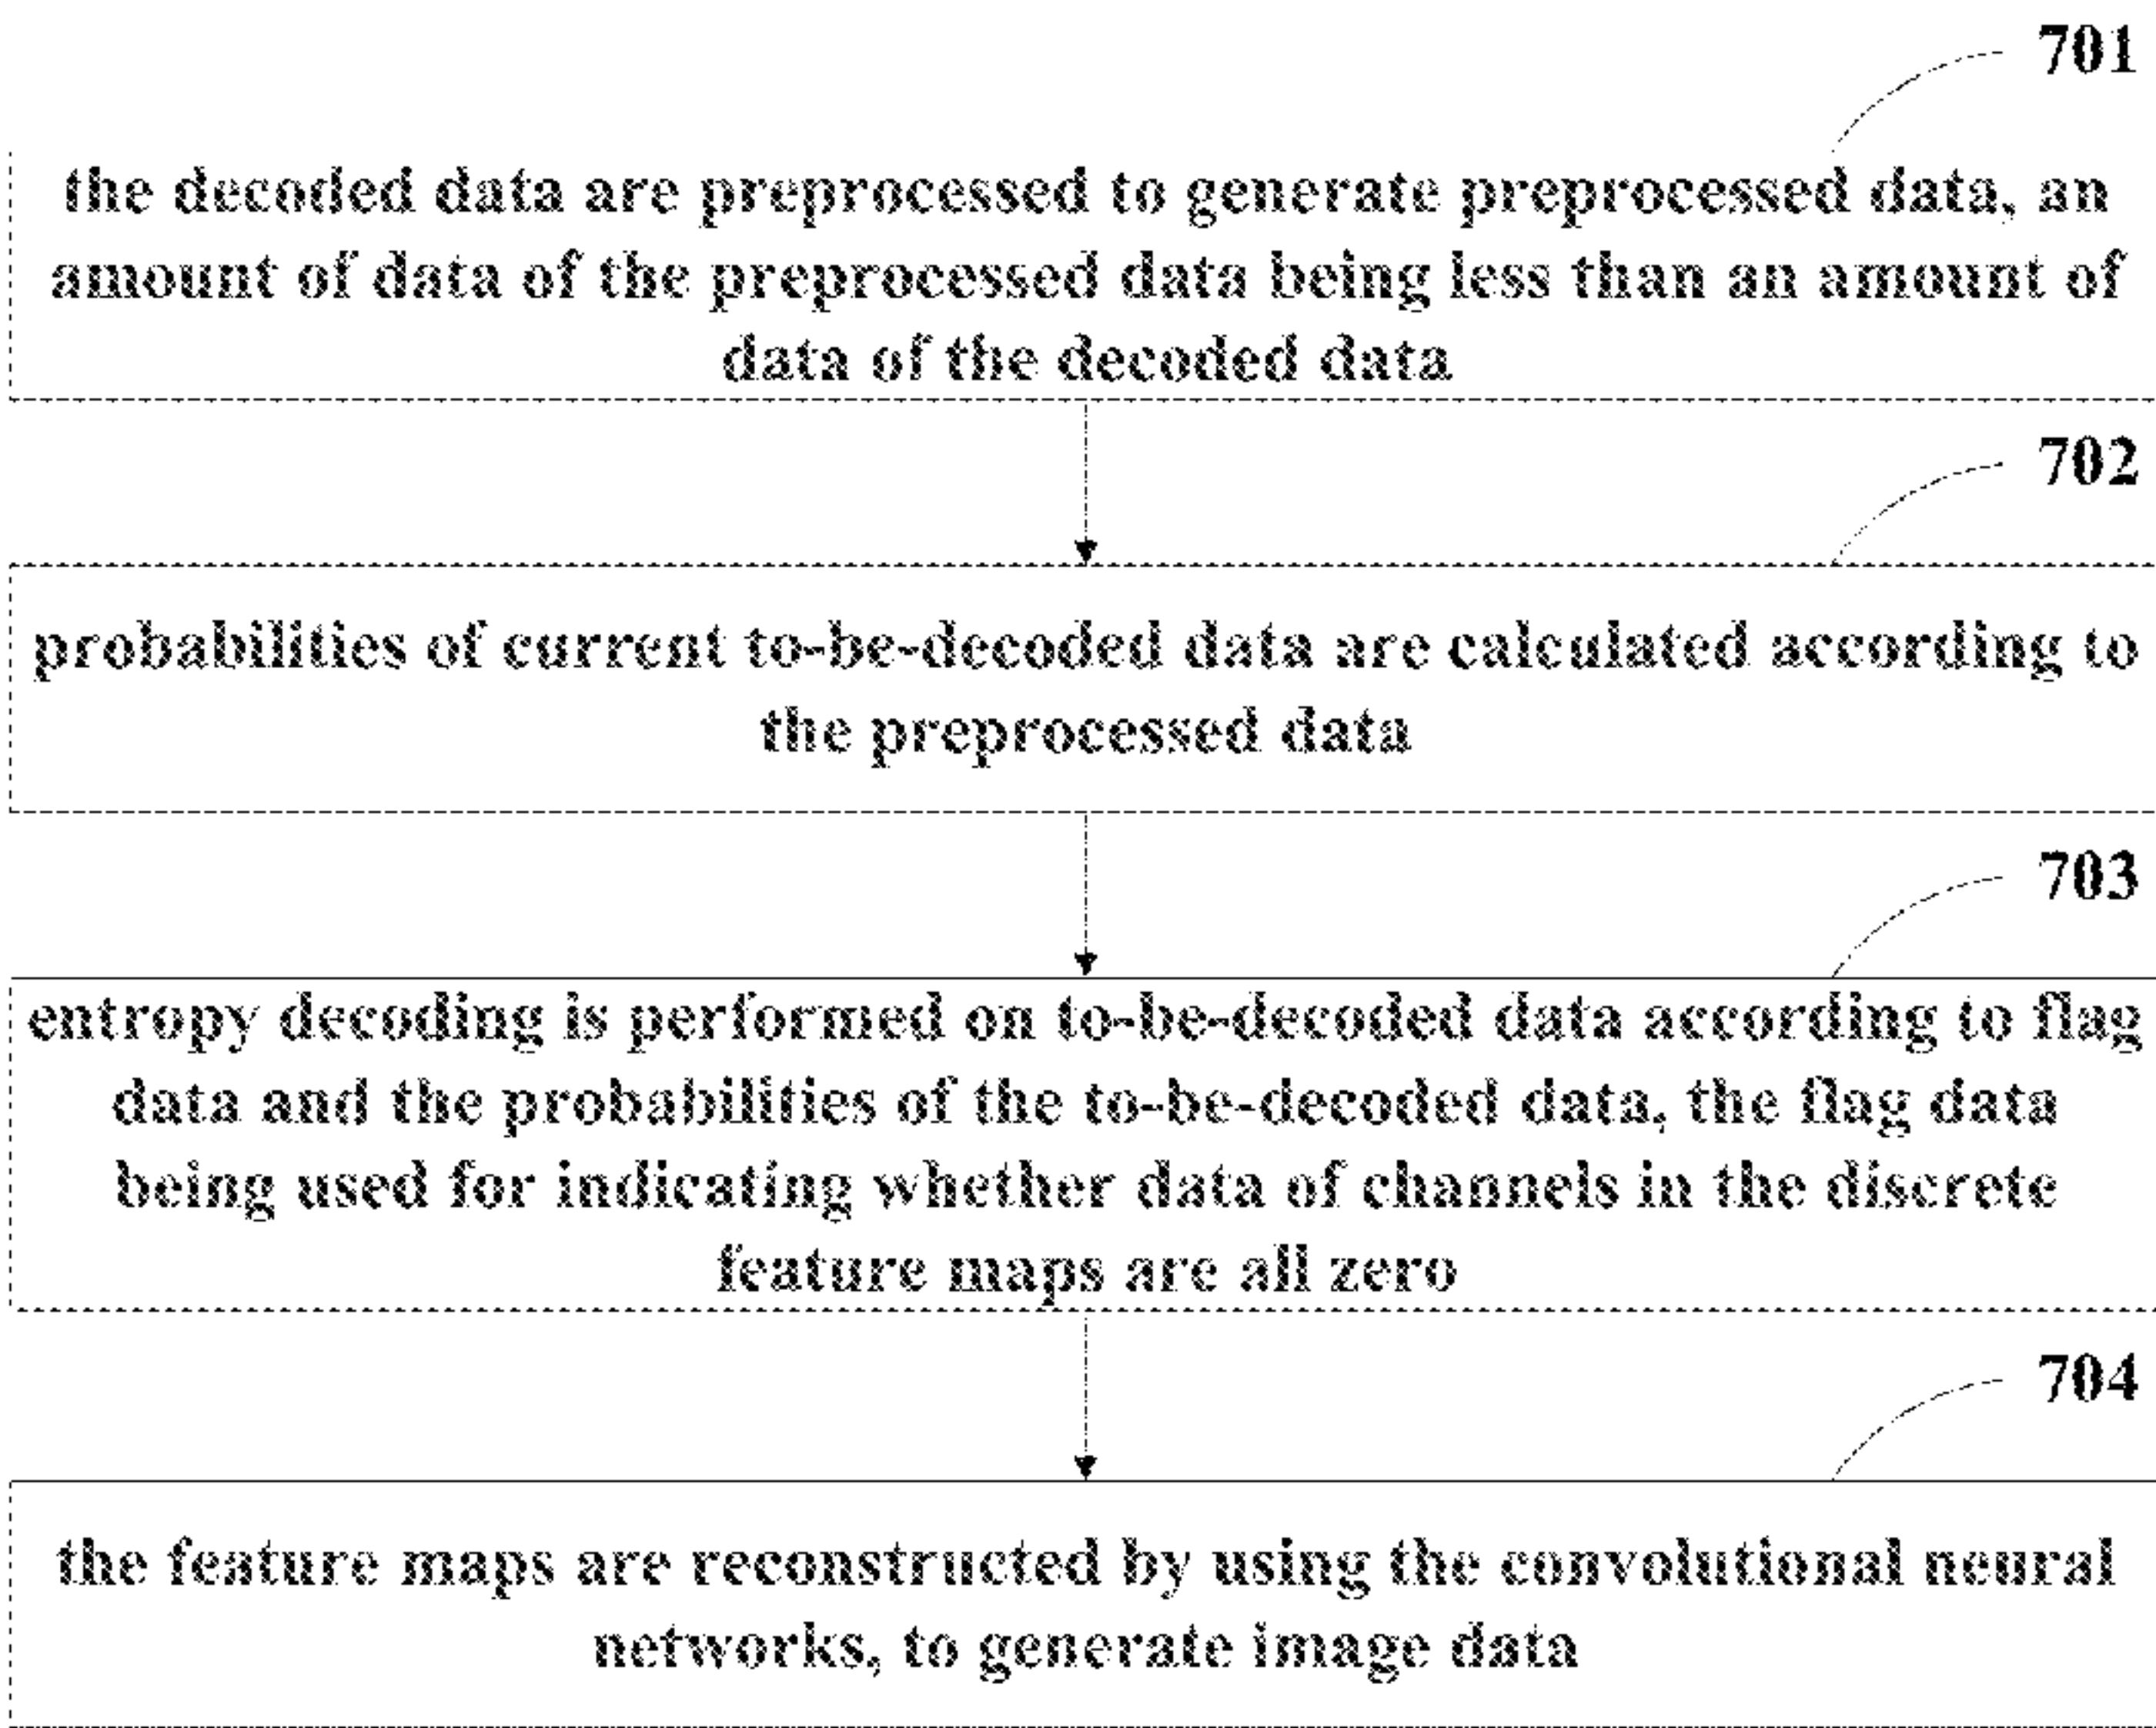 701
the decoded data are preprocessed to generate preprocessed data, an
amount of data of the preprocessed data being less than an amount of
data of the decoded data
702
probabilities of current to-be-decoded data are calculated according to
the preprocessed data
703
entropy decoding is performed on to-be-decoded data according to flag
data and the probabilities of the to-be-decoded data, the flag data
being used for indicating whether data of channels in the discrete
feature maps are all zero
704
the feature maps are reconstructed by using the convolutional neural
networks, to generate image data